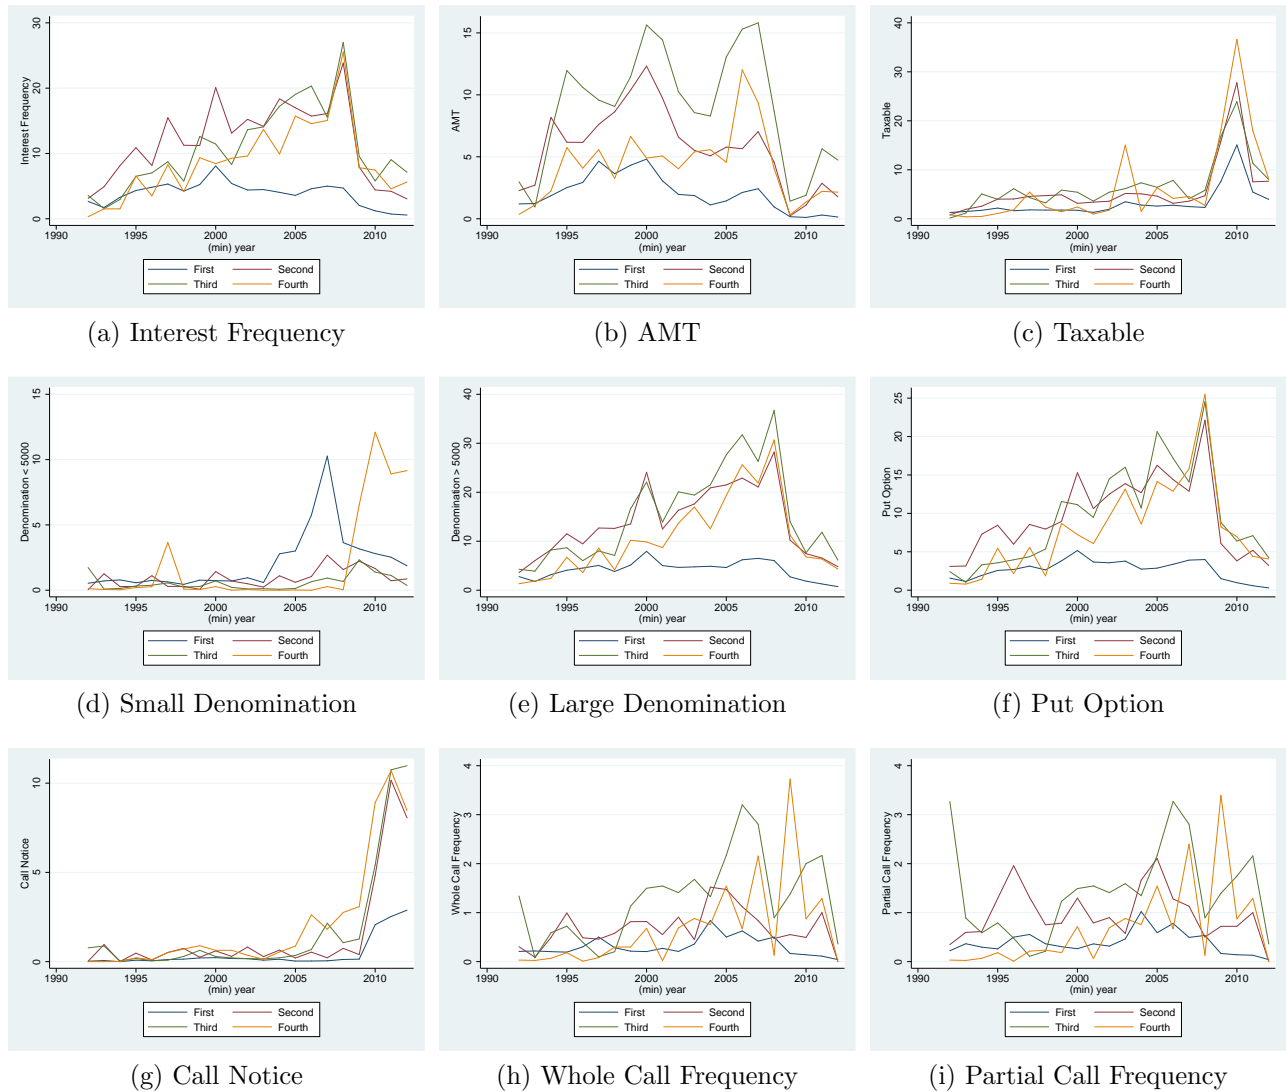 30
20
10
0
Interest Frequency
1990 1995 2000 2005 2010
(min) year
First Second
Third Fourth
(a) Interest Frequency
15
10
5
0
AMT
1990 1995 2000 2005 2010
(min) year
First Second
Third Fourth
(b) AMT
40
30
20
10
0
Taxable
1990 1995 2000 2005 2010
(min) year
First Second
Third Fourth
(c) Taxable
15
10
5
0
Denomination < 5000
1990 1995 2000 2005 2010
(min) year
First Second
Third Fourth
(d) Small Denomination
40
30
20
10
0
Denomination > 5000
1990 1995 2000 2005 2010
(min) year
First Second
Third Fourth
(e) Large Denomination
25
20
15
10
5
0
Put Option
1990 1995 2000 2005 2010
(min) year
First Second
Third Fourth
(f) Put Option
10
5
0
Call Notice
1990 1995 2000 2005 2010
(min) year
First Second
Third Fourth
(g) Call Notice
4
3
2
1
0
Whole Call Frequency
1990 1995 2000 2005 2010
(min) year
First Second
Third Fourth
(h) Whole Call Frequency
4
3
2
1
0
Partial Call Frequency
1990 1995 2000 2005 2010
(min) year
First Second
Third Fourth
(i) Partial Call Frequency